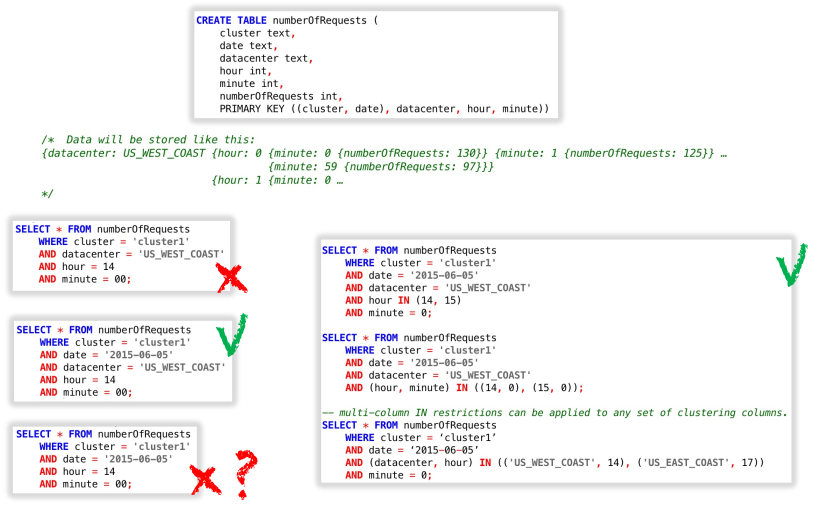 CREATE TABLE numberOfRequests (
cluster text,
date text,
datacenter text,
hour int,
minute int,
numberOfRequests int,
PRIMARY KEY ((cluster, date), datacenter, hour, minute))
/*  Data will be stored like this:
{datacenter: US_WEST_COAST {hour: 0 {minute: 0 {numberOfRequests: 130}} {minute: 1 {numberOfRequests: 125}} …
{minute: 59 {numberOfRequests: 97}}}
{hour: 1 {minute: 0 …
*/
SELECT * FROM numberOfRequests
WHERE cluster = 'cluster1'
AND datacenter = 'US_WEST_COAST'
AND hour = 14
AND minute = 00;
SELECT * FROM numberOfRequests
WHERE cluster = 'cluster1'
AND date = '2015-06-05'
AND datacenter = 'US_WEST_COAST'
AND hour = 14
AND minute = 00;
SELECT * FROM numberOfRequests
WHERE cluster = 'cluster1'
AND date = '2015-06-05'
AND hour = 14
AND minute = 00;
?
SELECT * FROM numberOfRequests
WHERE cluster = 'cluster1'
AND date = '2015-06-05'
AND datacenter = 'US_WEST_COAST'
AND hour IN (14, 15)
AND minute = 0;
SELECT * FROM numberOfRequests
WHERE cluster = 'cluster1'
AND date = '2015-06-05'
AND datacenter = 'US_WEST_COAST'
AND (hour, minute) IN ((14, 0), (15, 0));
-- multi-column IN restrictions can be applied to any set of clustering columns.
SELECT * FROM numberOfRequests
WHERE cluster = ‘cluster1’
AND date = ‘2015-06-05’
AND (datacenter, hour) IN (('US_WEST_COAST', 14), ('US_EAST_COAST', 17))
AND minute = 0;